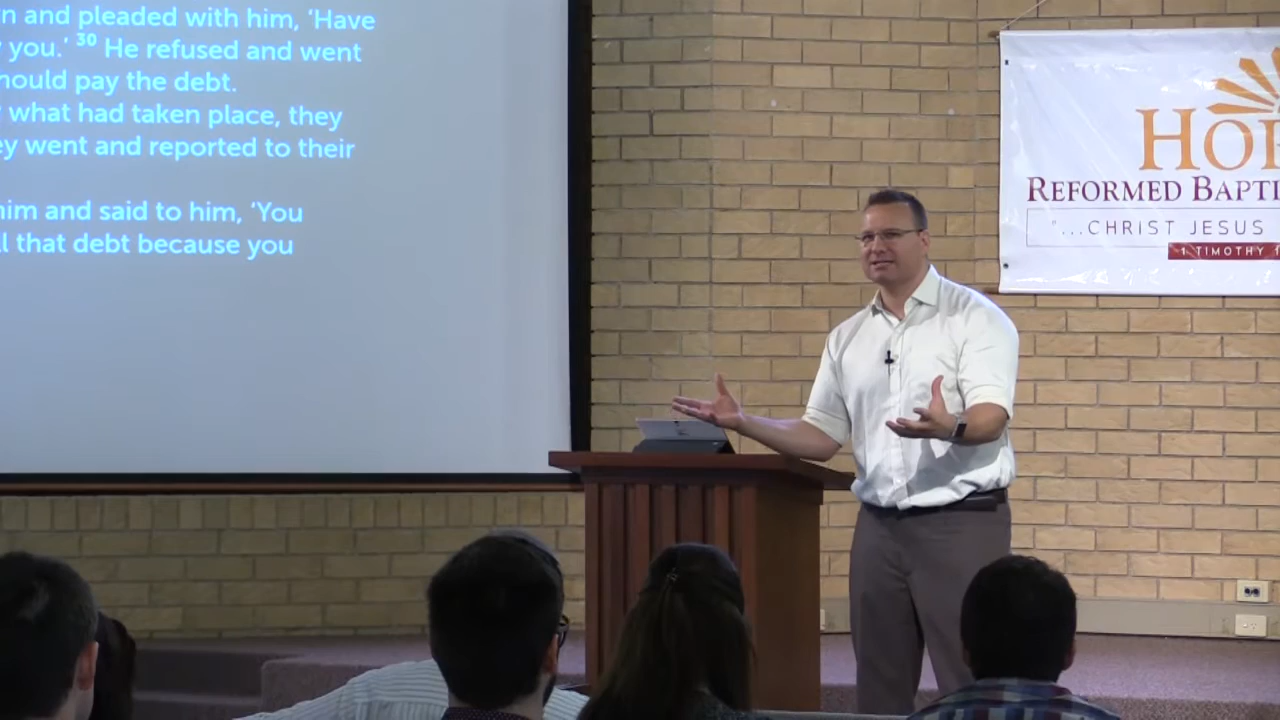 n and pleaded with him, ‘Have
you.’ 30 He refused and went
hould pay the debt.
what had taken place, they
ey went and reported to their
him and said to him, ‘You
ll that debt because you
HOP
REFORMED BAPTI
"...CHRIST JESUS
1 TIMOTHY 1